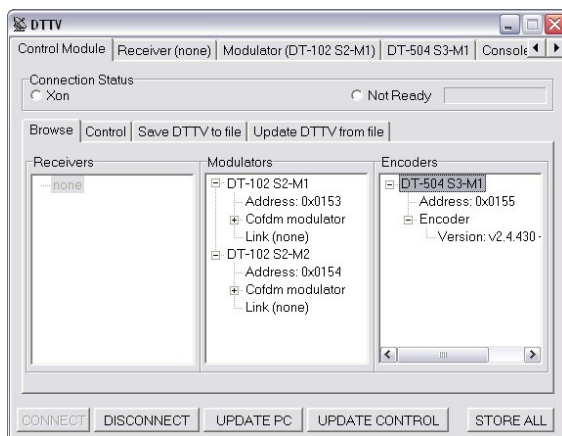 DTTV
Control Module Receiver (none) Modulator (DT-102 S2-M1) DT-504 S3-M1 Console
Connection Status
Xon Not Ready
Browse Control Save DTTV to file Update DTTV from file
Receivers Modulators Encoders
none DT-102 S2-M1 DT-504 S3-M1
Address: 0x0153 Address: 0x0155
Cofdm modulator Encoder
Link (none) Version: v2.4.430 -
DT-102 S2-M2
Address: 0x0154
Cofdm modulator
Link (none)
CONNECT DISCONNECT UPDATE PC UPDATE CONTROL STORE ALL